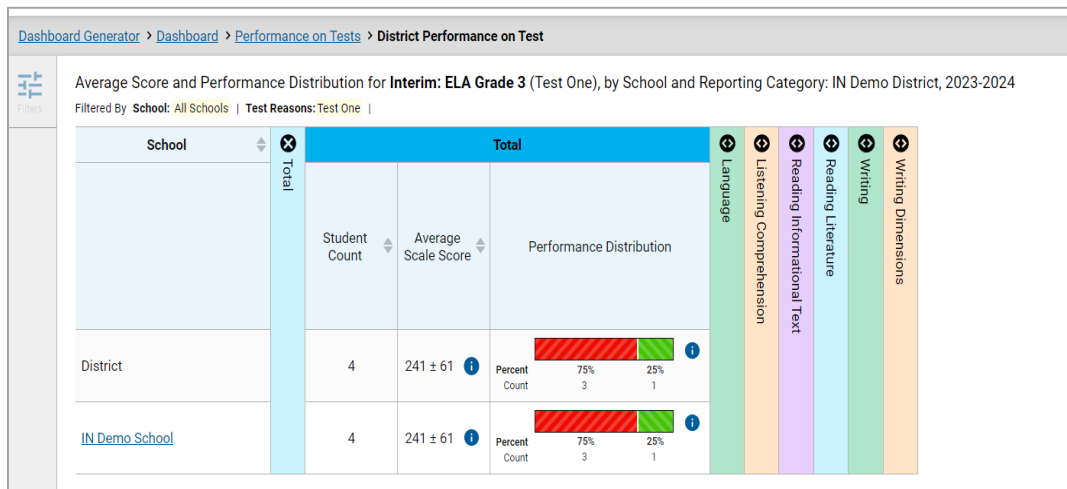 Dashboard Generator > Dashboard > Performance on Tests > District Performance on Test
Filters
Average Score and Performance Distribution for Interim: ELA Grade 3 (Test One), by School and Reporting Category: IN Demo District, 2023-2024
Filtered By School: All Schools | Test Reasons: Test One |
School
Total
Total
Language
Listening Comprehension
Reading Informational Text
Reading Literature
Writing
Writing Dimensions
Student
Count
Average
Scale Score
Performance Distribution
District
4
241 ± 61
Percent 75% 25%
Count 3 1
IN Demo School
4
241 ± 61
Percent 75% 25%
Count 3 1